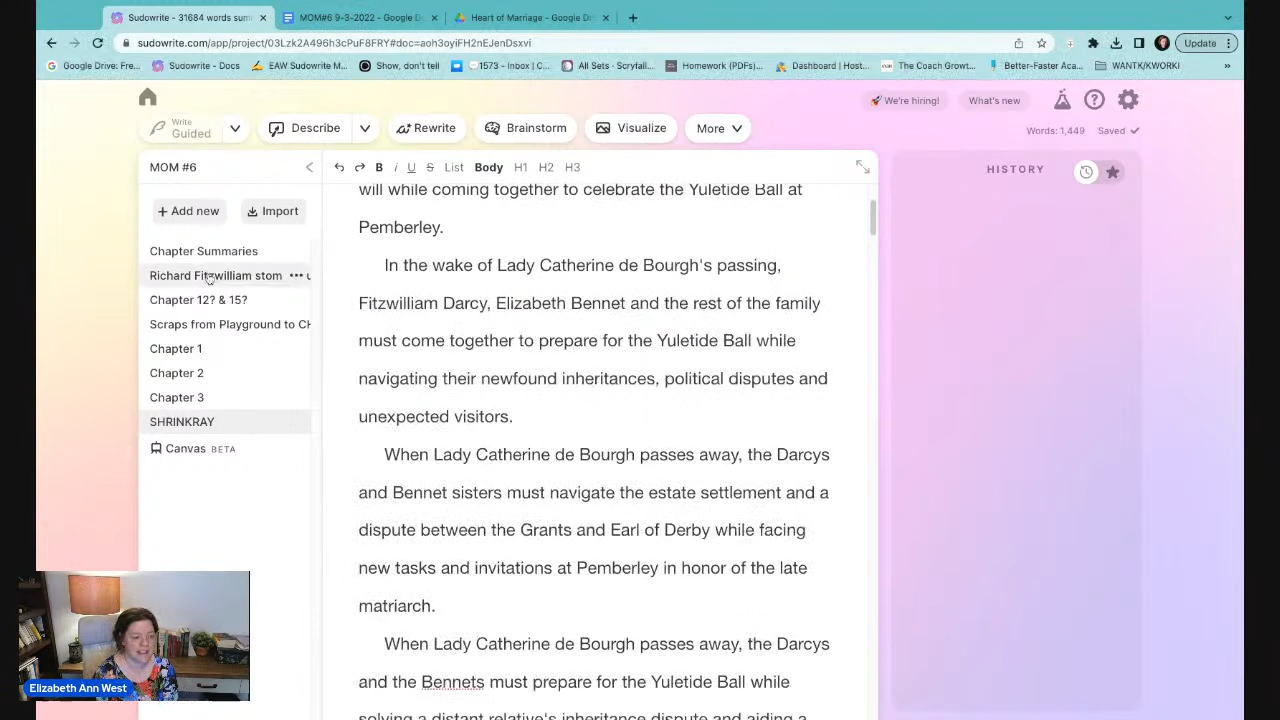 Sudowrite - 31684 words sum
MOM#6 9-3-2022 - Google D
Heart of Marriage - Google Dri
sudowrite.com/app/project/03Lzk2A496h3cPuF8FRY#doc=aoh3oyiFH2nEJenDsxvi
Update
Google Drive: Fre...
Sudowrite - Docs
EAW Sudowrite M...
Show, don't tell
1573 - Inbox | C...
All Sets · Scryfall...
Homework (PDFs)...
Dashboard | Host...
The Coach Growt...
Better-Faster Aca...
WANTK/KWORKI
»
We're hiring!
What's new
Write
Guided
Describe
Rewrite
Brainstorm
Visualize
More
Words: 1,449
Saved
MOM #6
B i U S List Body H1 H2 H3
HISTORY
+ Add new
Import
Chapter Summaries
Richard Fitzwilliam stom ••• u
Chapter 12? & 15?
Scraps from Playground to CH
Chapter 1
Chapter 2
Chapter 3
SHRINKRAY
Canvas BETA
will while coming together to celebrate the Yuletide Ball at
Pemberley.
In the wake of Lady Catherine de Bourgh's passing,
Fitzwilliam Darcy, Elizabeth Bennet and the rest of the family
must come together to prepare for the Yuletide Ball while
navigating their newfound inheritances, political disputes and
unexpected visitors.
When Lady Catherine de Bourgh passes away, the Darcys
and Bennet sisters must navigate the estate settlement and a
dispute between the Grants and Earl of Derby while facing
new tasks and invitations at Pemberley in honor of the late
matriarch.
When Lady Catherine de Bourgh passes away, the Darcys
and the Bennets must prepare for the Yuletide Ball while
solving a distant relative's inheritance dispute and aiding a
Elizabeth Ann West